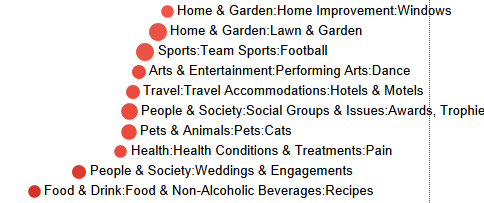 Home & Garden:Home Improvement:Windows
Home & Garden:Lawn & Garden
Sports:Team Sports:Football
Arts & Entertainment:Performing Arts:Dance
Travel:Travel Accommodations:Hotels & Motels
People & Society:Social Groups & Issues:Awards, Trophie
Pets & Animals:Pets:Cats
Health:Health Conditions & Treatments:Pain
People & Society:Weddings & Engagements
Food & Drink:Food & Non-Alcoholic Beverages:Recipes